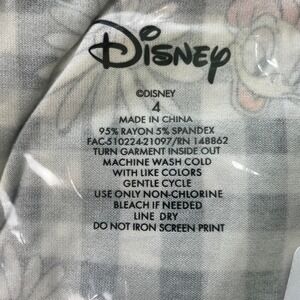 Disney
©DISNEY
4
MADE IN CHINA
95% RAYON 5% SPANDEX
FAC-510224-21097/RN 148862
TURN GARMENT INSIDE OUT
MACHINE WASH COLD
WITH LIKE COLORS
GENTLE CYCLE
USE ONLY NON-CHLORINE
BLEACH IF NEEDED
LINE DRY
DO NOT IRON SCREEN PRINT